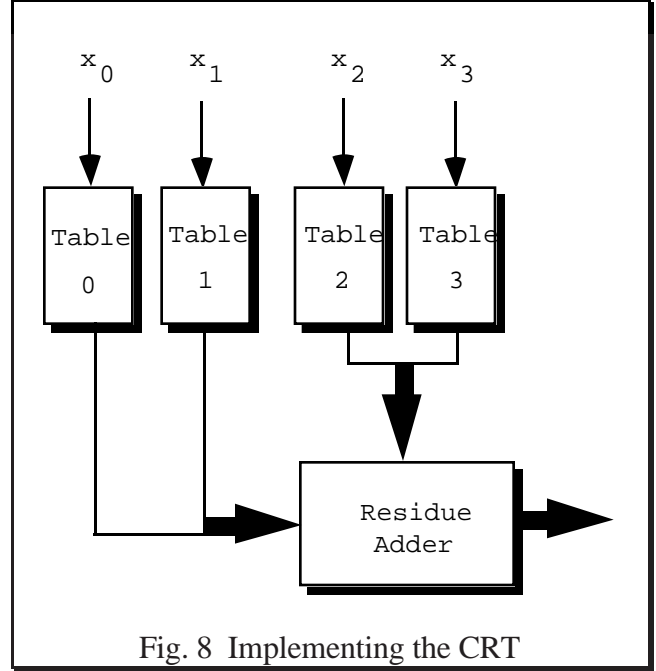 x0 x1 x2 x3
Table Table Table Table
0 1 2 3
Residue
Adder
Fig. 8 Implementing the CRT